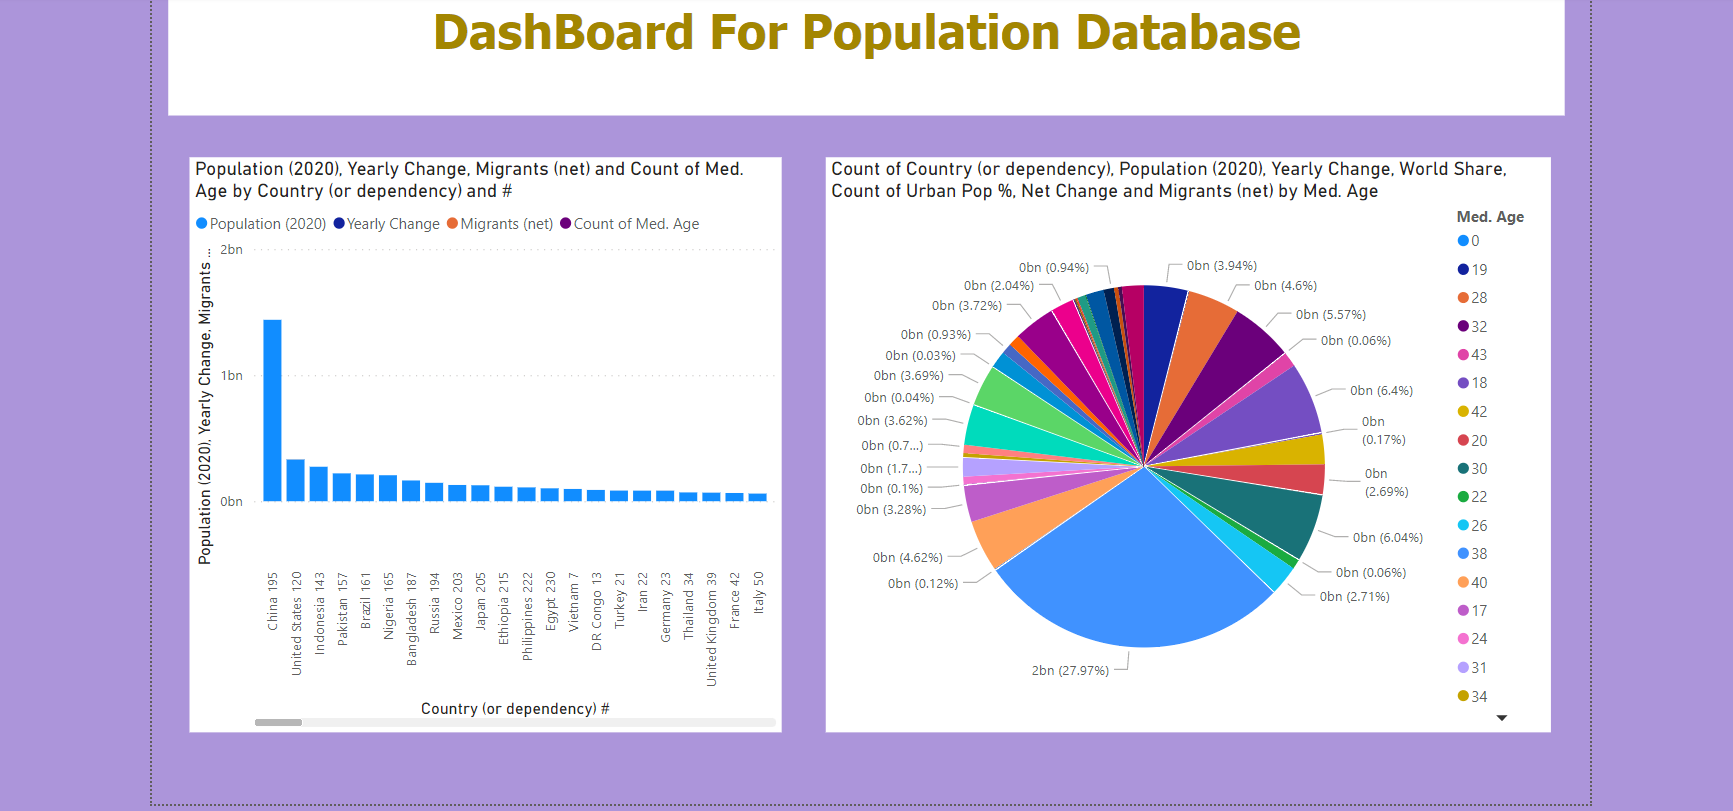 DashBoard For Population Database
Population (2020), Yearly Change, Migrants (net) and Count of Med.
Age by Country (or dependency) and #
Population (2020) Yearly Change Migrants (net) Count of Med. Age
Population (2020), Yearly Change, Migrants ...
2bn
1bn
0bn
China 195
United States 120
Indonesia 143
Pakistan 157
Brazil 161
Nigeria 165
Bangladesh 187
Russia 194
Mexico 203
Japan 205
Ethiopia 215
Philippines 222
Egypt 230
Vietnam 7
DR Congo 13
Turkey 21
Iran 22
Germany 23
Thailand 34
United Kingdom 39
France 42
Italy 50
Country (or dependency) #
Count of Country (or dependency), Population (2020), Yearly Change, World Share,
Count of Urban Pop %, Net Change and Migrants (net) by Med. Age
0bn (3.94%)
0bn (4.6%)
0bn (5.57%)
0bn (0.06%)
0bn (6.4%)
0bn
(0.17%)
0bn
(2.69%)
0bn (6.04%)
0bn (0.06%)
0bn (2.71%)
2bn (27.97%)
0bn (0.12%)
0bn (4.62%)
0bn (3.28%)
0bn (0.1%)
0bn (1.7...)
0bn (0.7...)
0bn (3.62%)
0bn (0.04%)
0bn (3.69%)
0bn (0.03%)
0bn (0.93%)
0bn (3.72%)
0bn (2.04%)
0bn (0.94%)
Med. Age
0
19
28
32
43
18
42
20
30
22
26
38
40
17
24
31
34